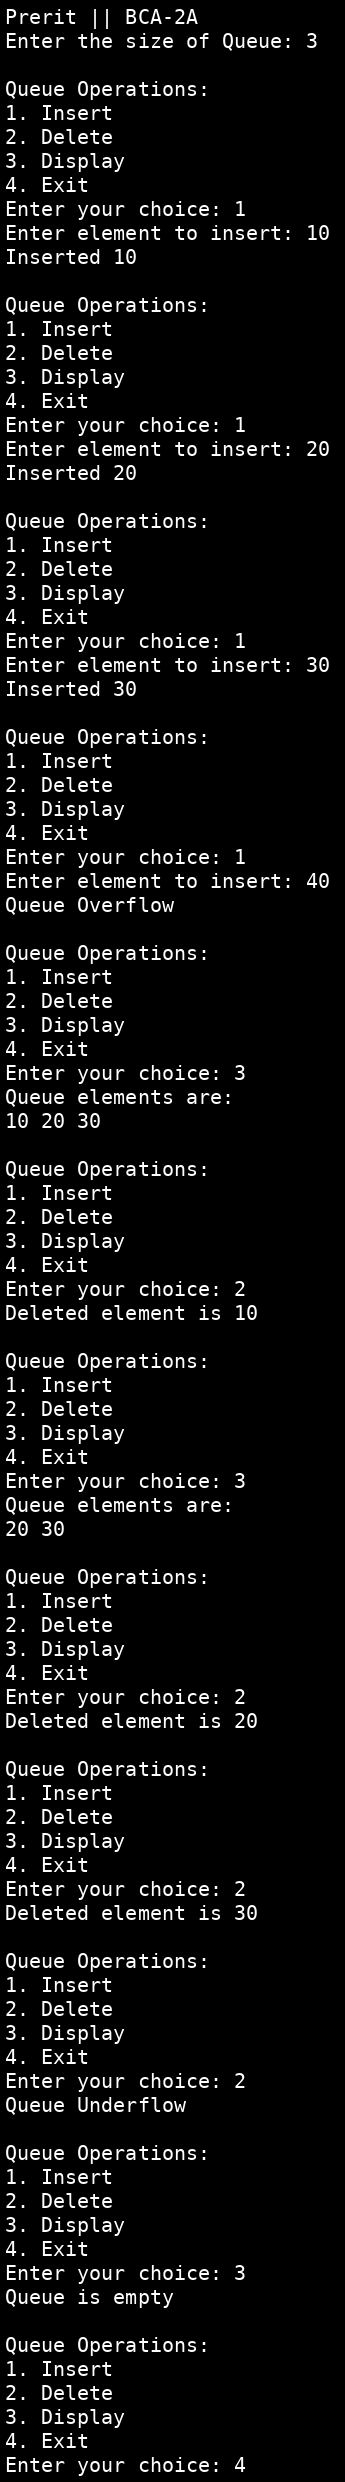 Prerit || BCA-2A
Enter the size of Queue: 3

Queue Operations:
1. Insert
2. Delete
3. Display
4. Exit
Enter your choice: 1
Enter element to insert: 10
Inserted 10

Queue Operations:
1. Insert
2. Delete
3. Display
4. Exit
Enter your choice: 1
Enter element to insert: 20
Inserted 20

Queue Operations:
1. Insert
2. Delete
3. Display
4. Exit
Enter your choice: 1
Enter element to insert: 30
Inserted 30

Queue Operations:
1. Insert
2. Delete
3. Display
4. Exit
Enter your choice: 1
Enter element to insert: 40
Queue Overflow

Queue Operations:
1. Insert
2. Delete
3. Display
4. Exit
Enter your choice: 3
Queue elements are:
10 20 30

Queue Operations:
1. Insert
2. Delete
3. Display
4. Exit
Enter your choice: 2
Deleted element is 10

Queue Operations:
1. Insert
2. Delete
3. Display
4. Exit
Enter your choice: 3
Queue elements are:
20 30

Queue Operations:
1. Insert
2. Delete
3. Display
4. Exit
Enter your choice: 2
Deleted element is 20

Queue Operations:
1. Insert
2. Delete
3. Display
4. Exit
Enter your choice: 2
Deleted element is 30

Queue Operations:
1. Insert
2. Delete
3. Display
4. Exit
Enter your choice: 2
Queue Underflow

Queue Operations:
1. Insert
2. Delete
3. Display
4. Exit
Enter your choice: 3
Queue is empty

Queue Operations:
1. Insert
2. Delete
3. Display
4. Exit
Enter your choice: 4